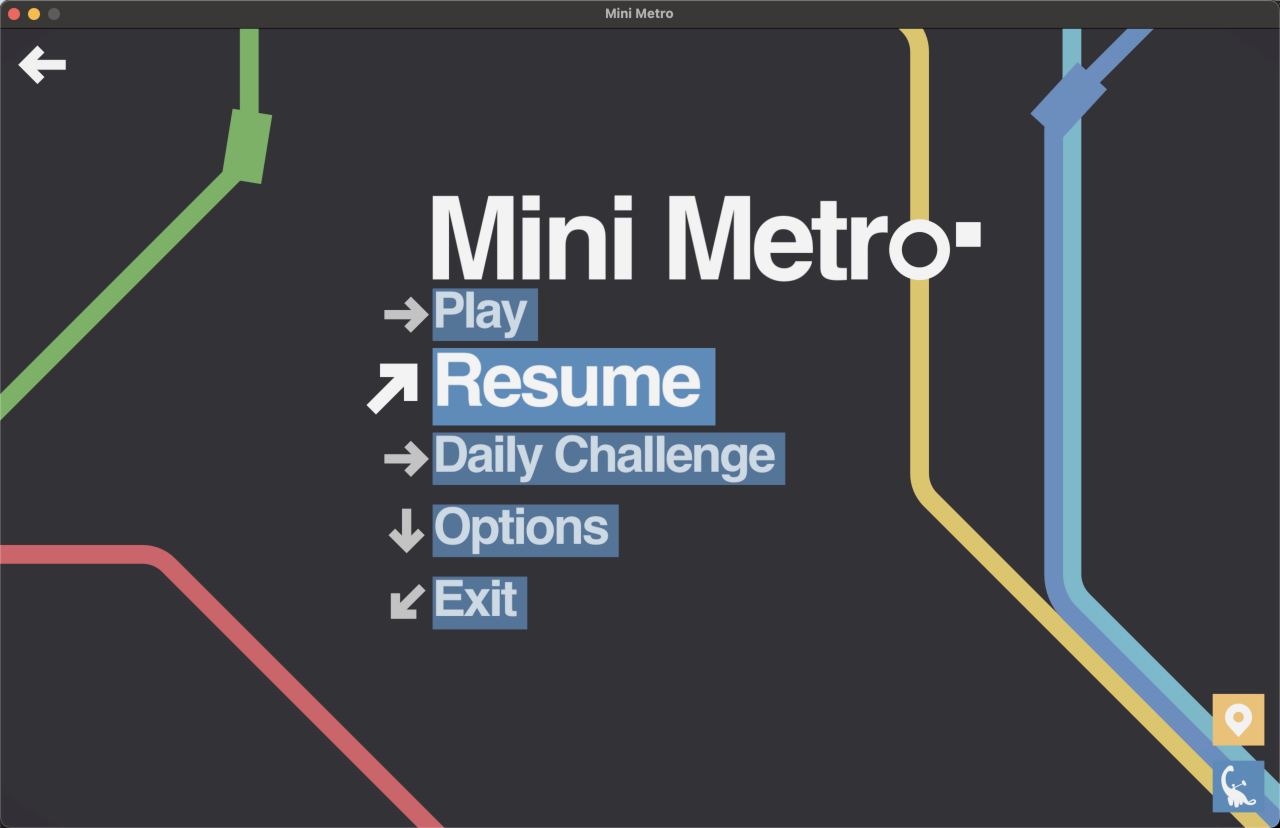 Mini Metro
Mini Metro
Play
Resume
Daily Challenge
Options
Exit